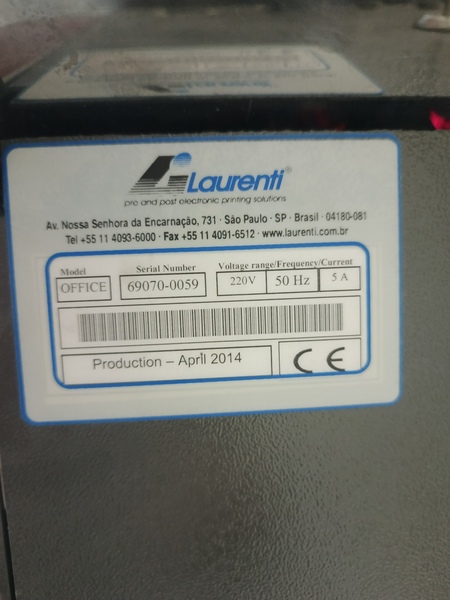 Laurenti®
pre and post electronic printing solutions
Av. Nossa Senhora da Encarnação, 731 · São Paulo · SP · Brasil · 04180-081
Tel +55 11 4093-6000 · Fax +55 11 4091-6512 · www.laurenti.com.br
Model Serial Number Voltage range/Frequency/Current
OFFICE 69070-0059 220V 50 Hz 5 A
Production – April 2014 CE